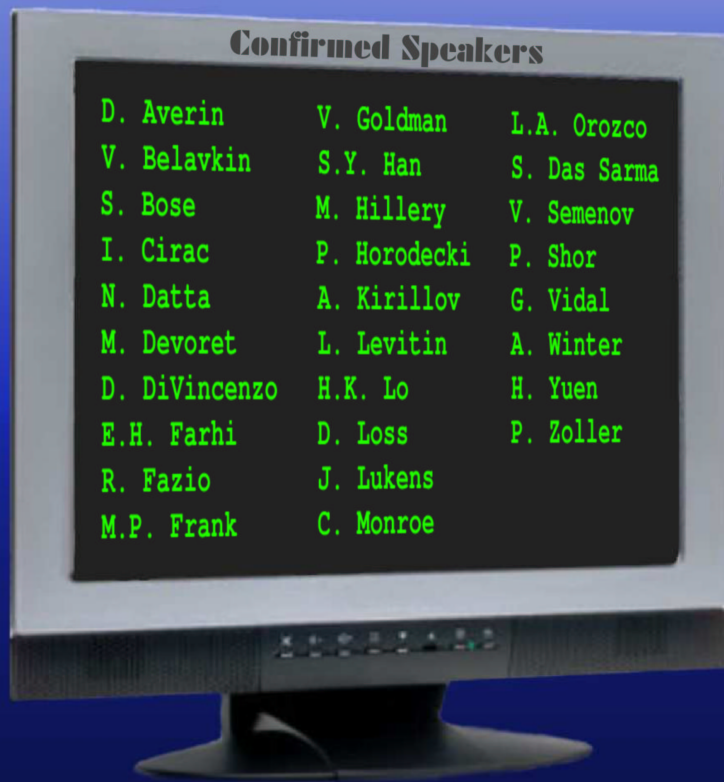 Confirmed Speakers
D. Averin
V. Belavkin
S. Bose
I. Cirac
N. Datta
M. Devoret
D. DiVincenzo
E.H. Farhi
R. Fazio
M.P. Frank
V. Goldman
S.Y. Han
M. Hillery
P. Horodecki
A. Kirillov
L. Levitin
H.K. Lo
D. Loss
J. Lukens
C. Monroe
L.A. Orozco
S. Das Sarma
V. Semenov
P. Shor
G. Vidal
A. Winter
H. Yuen
P. Zoller